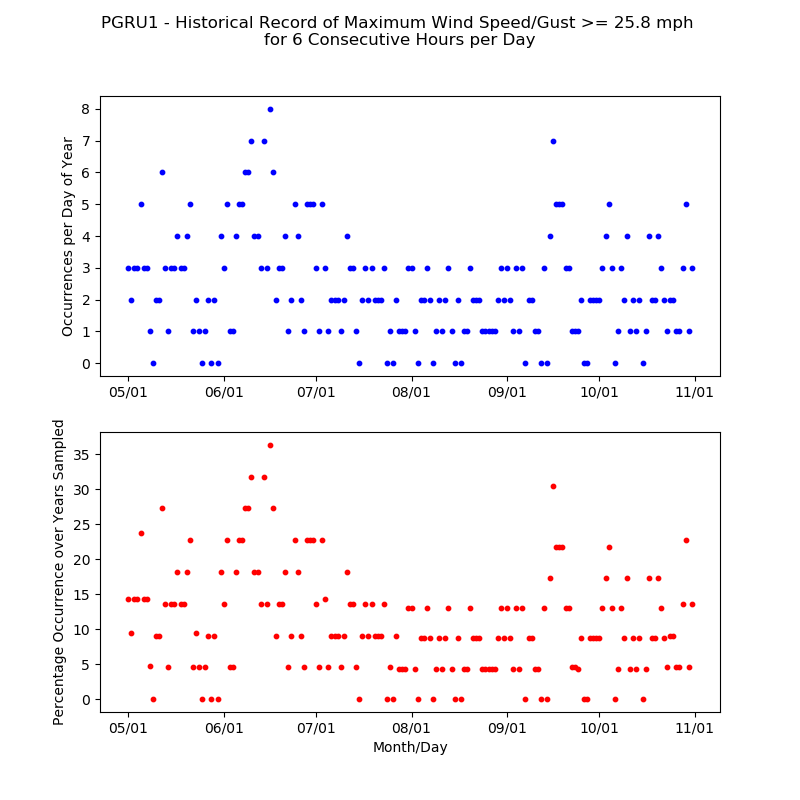 PGRU1 - Historical Record of Maximum Wind Speed/Gust >= 25.8 mph
for 6 Consecutive Hours per Day
Occurrences per Day of Year
8
7
6
5
4
3
2
1
0
05/01 06/01 07/01 08/01 09/01 10/01 11/01
Percentage Occurrence over Years Sampled
35
30
25
20
15
10
5
0
05/01 06/01 07/01 08/01 09/01 10/01 11/01
Month/Day